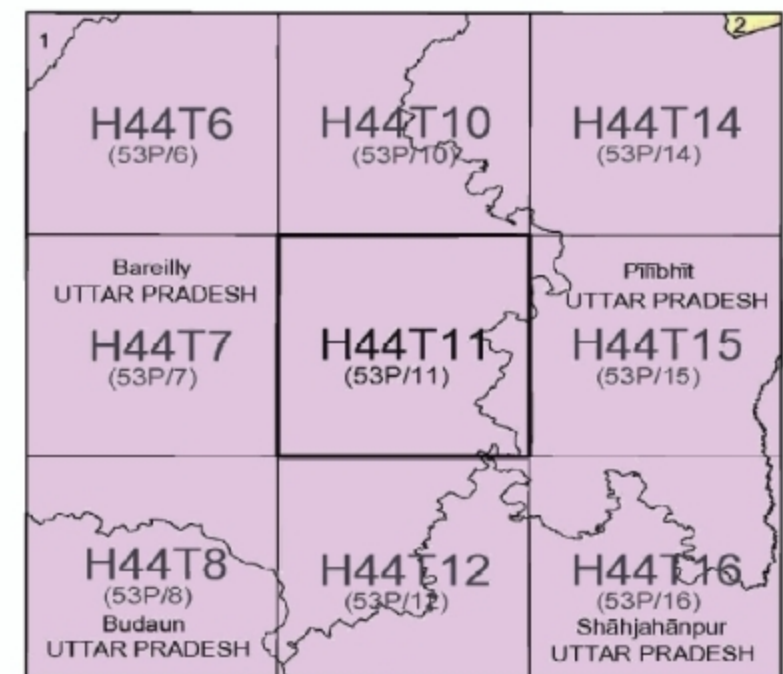 1
2
H44T6
(53P/6)
H44T10
(53P/10)
H44T14
(53P/14)
Bareilly
UTTAR PRADESH
H44T7
(53P/7)
H44T11
(53P/11)
Pīlībhīt
UTTAR PRADESH
H44T15
(53P/15)
H44T8
(53P/8)
Budaun
UTTAR PRADESH
H44T12
(53P/12)
H44T16
(53P/16)
Shāhjahānpur
UTTAR PRADESH